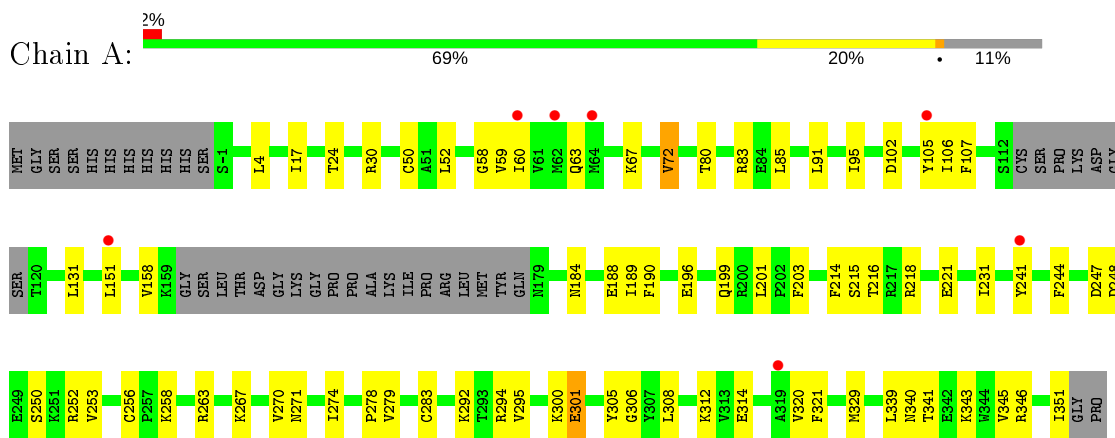 2%
Chain A:
69% 20% • 11%
MET GLY SER SER HIS HIS HIS HIS HIS HIS SER S-1 L4 I17 T24 R30 C50 A51 L52 G58 V59 I60 V61 M62 Q63 M64 K67 V72 T80 R83 E84 L85 L91 I95 D102 Y105 I106 F107 S112 CYS SER PRO LYS ASP GLY
SER T120 L131 L151 V158 K159 GLY SER LEU THR ASP GLY LYS GLY PRO PRO ALA LYS ILE PRO ARG LEU MET TYR GLN N179 N184 E188 I189 F190 E196 Q199 R200 L201 P202 F203 F214 S215 T216 R217 R218 E221 I231 Y241 F244 D247 P248
E249 S250 K251 R252 V253 C256 P257 K258 R263 K267 V270 N271 I274 P278 V279 C283 K292 T293 R294 V295 K300 E301 Y305 G306 Y307 L308 K312 V313 E314 A319 V320 F321 M329 L339 N340 T341 E342 K343 W344 V345 R346 I351 GLY PRO